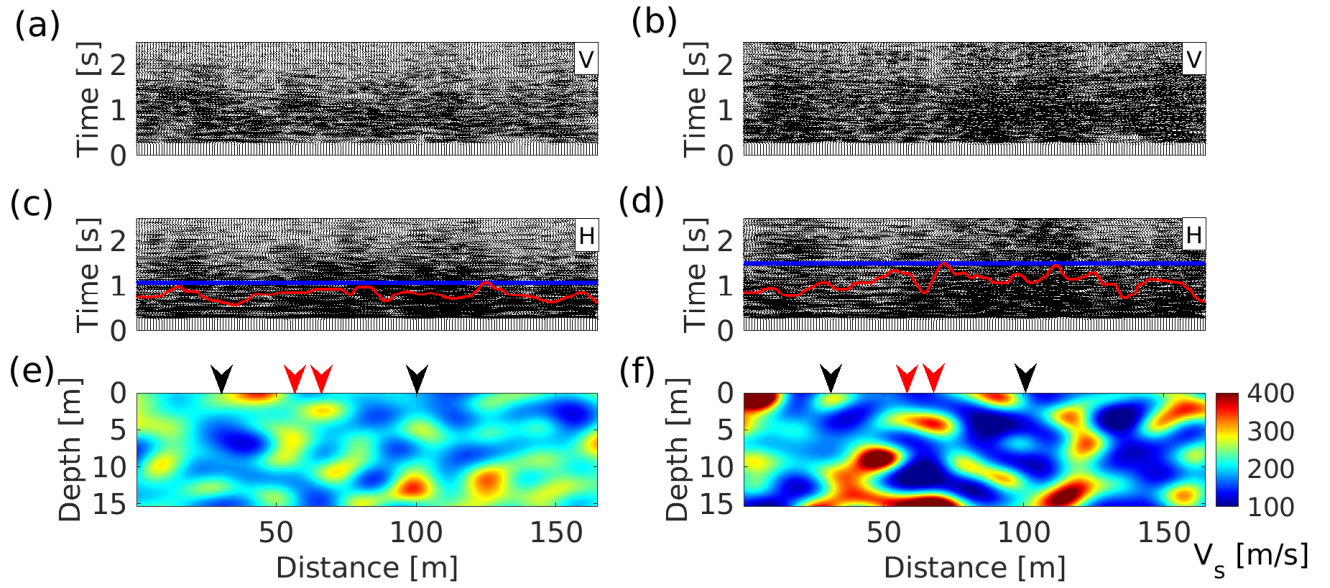 (a)
Time [s]
2
1
0
V
(b)
Time [s]
2
1
0
V
(c)
Time [s]
2
1
0
H
(d)
Time [s]
2
1
0
H
(e)
Depth [m]
0
5
10
15
50 100 150
Distance [m]
(f)
Depth [m]
0
5
10
15
50 100 150
Distance [m]
400
300
200
100
Vs [m/s]